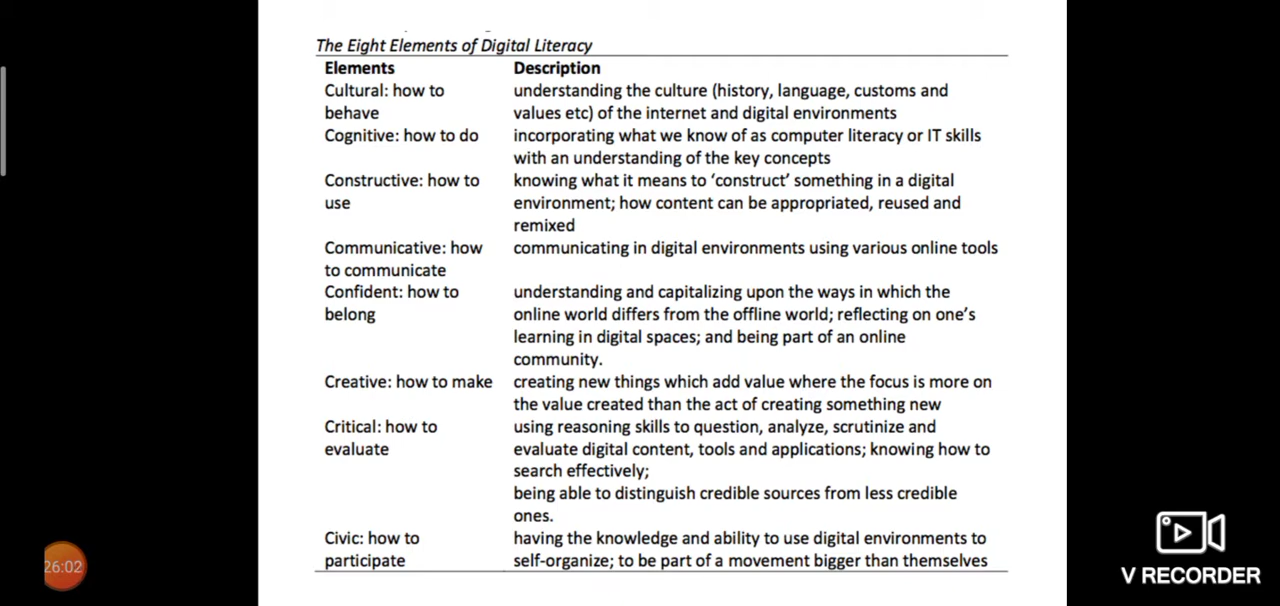 The Eight Elements of Digital Literacy
Elements Description
Cultural: how to behave understanding the culture (history, language, customs and values etc) of the internet and digital environments
Cognitive: how to do incorporating what we know of as computer literacy or IT skills with an understanding of the key concepts
Constructive: how to use knowing what it means to ‘construct’ something in a digital environment; how content can be appropriated, reused and remixed
Communicative: how to communicate communicating in digital environments using various online tools
Confident: how to belong understanding and capitalizing upon the ways in which the online world differs from the offline world; reflecting on one’s learning in digital spaces; and being part of an online community.
Creative: how to make creating new things which add value where the focus is more on the value created than the act of creating something new
Critical: how to evaluate using reasoning skills to question, analyze, scrutinize and evaluate digital content, tools and applications; knowing how to search effectively;
being able to distinguish credible sources from less credible ones.
Civic: how to participate having the knowledge and ability to use digital environments to self-organize; to be part of a movement bigger than themselves
26:02
V RECORDER